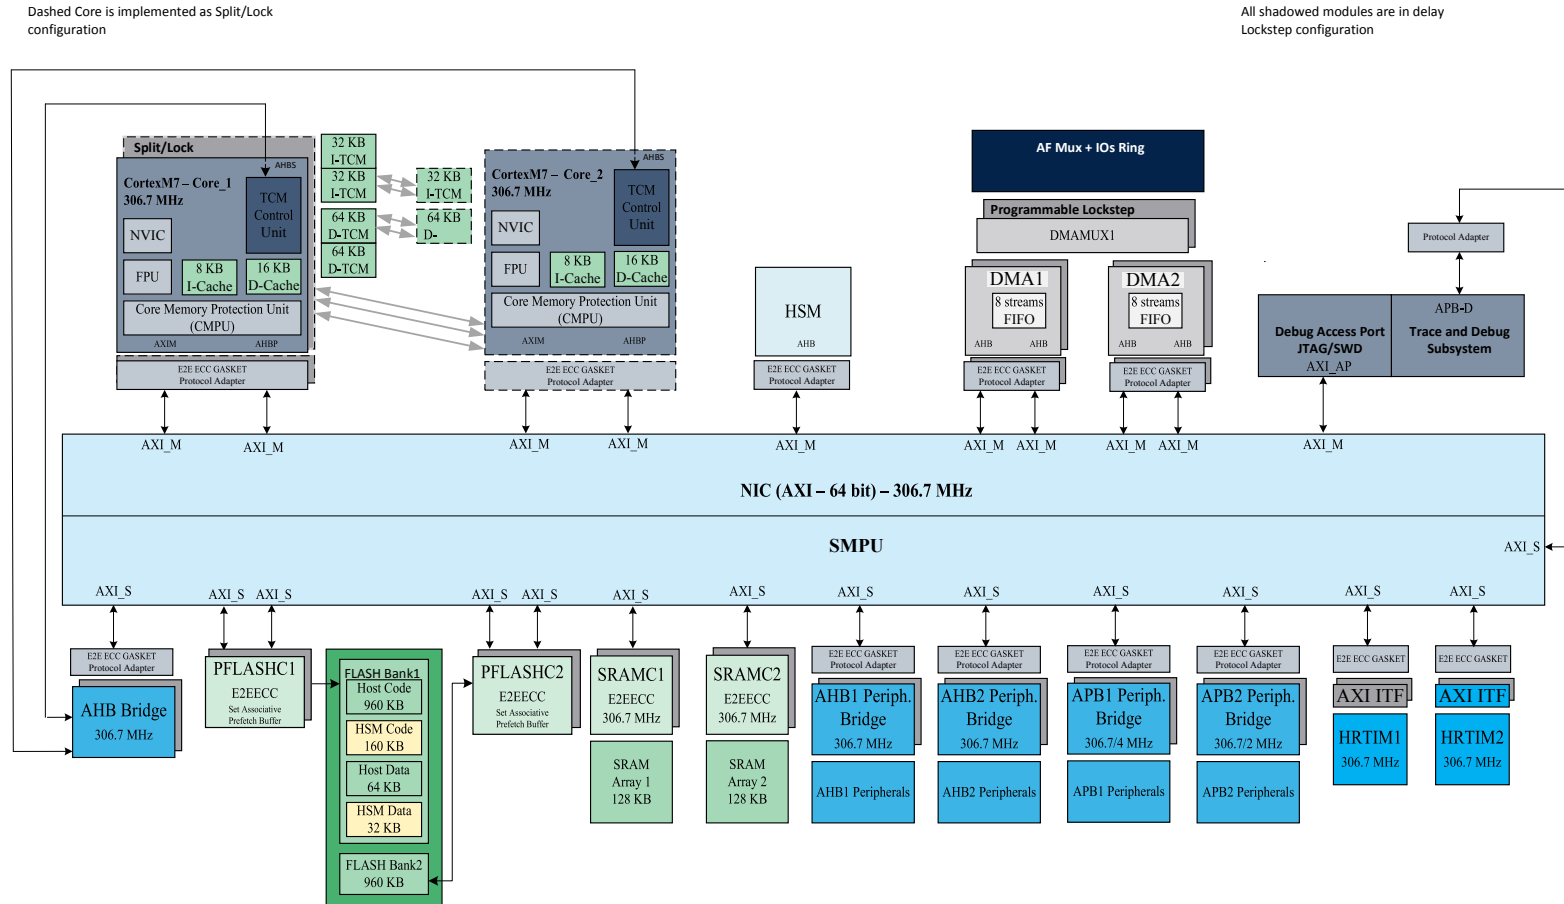 Dashed Core is implemented as Split/Lock
configuration
All shadowed modules are in delay
Lockstep configuration
Split/Lock
AHBS
CortexM7 – Core_1
306.7 MHz
TCM
Control
Unit
NVIC
FPU
8 KB
I-Cache
16 KB
D-Cache
Core Memory Protection Unit
(CMPU)
AXIM
AHBP
E2E ECC GASKET
Protocol Adapter
32 KB
I-TCM
32 KB
I-TCM
64 KB
D-TCM
64 KB
D-TCM
32 KB
I-TCM
64 KB
D-
AHBS
CortexM7 – Core_2
306.7 MHz
TCM
Control
Unit
NVIC
FPU
8 KB
I-Cache
16 KB
D-Cache
Core Memory Protection Unit
(CMPU)
AXIM
AHBP
E2E ECC GASKET
Protocol Adapter
HSM
AHB
E2E ECC GASKET
Protocol Adapter
AF Mux + IOs Ring
Programmable Lockstep
DMAMUX1
DMA1
8 streams
FIFO
AHB
AHB
E2E ECC GASKET
Protocol Adapter
DMA2
8 streams
FIFO
AHB
AHB
E2E ECC GASKET
Protocol Adapter
Protocol Adapter
Debug Access Port
JTAG/SWD
AXI_AP
APB-D
Trace and Debug
Subsystem
AXI_M
AXI_M
AXI_M
AXI_M
AXI_M
AXI_M
AXI_M
AXI_M
AXI_M
AXI_M
NIC (AXI – 64 bit) – 306.7 MHz
SMPU
AXI_S
AXI_S
AXI_S
AXI_S
AXI_S
AXI_S
AXI_S
AXI_S
AXI_S
AXI_S
AXI_S
AXI_S
AXI_S
AXI_S
E2E ECC GASKET
Protocol Adapter
AHB Bridge
306.7 MHz
PFLASHC1
E2EECC
Set Associative
Prefetch Buffer
FLASH Bank1
Host Code
960 KB
HSM Code
160 KB
Host Data
64 KB
HSM Data
32 KB
FLASH Bank2
960 KB
PFLASHC2
E2EECC
Set Associative
Prefetch Buffer
SRAMC1
E2EECC
306.7 MHz
SRAM
Array 1
128 KB
SRAMC2
E2EECC
306.7 MHz
SRAM
Array 2
128 KB
E2E ECC GASKET
Protocol Adapter
AHB1 Periph.
Bridge
306.7 MHz
AHB1 Peripherals
E2E ECC GASKET
Protocol Adapter
AHB2 Periph.
Bridge
306.7 MHz
AHB2 Peripherals
E2E ECC GASKET
Protocol Adapter
APB1 Periph.
Bridge
306.7/4 MHz
APB1 Peripherals
E2E ECC GASKET
Protocol Adapter
APB2 Periph.
Bridge
306.7/2 MHz
APB2 Peripherals
E2E ECC GASKET
AXI ITF
HRTIM1
306.7 MHz
E2E ECC GASKET
AXI ITF
HRTIM2
306.7 MHz